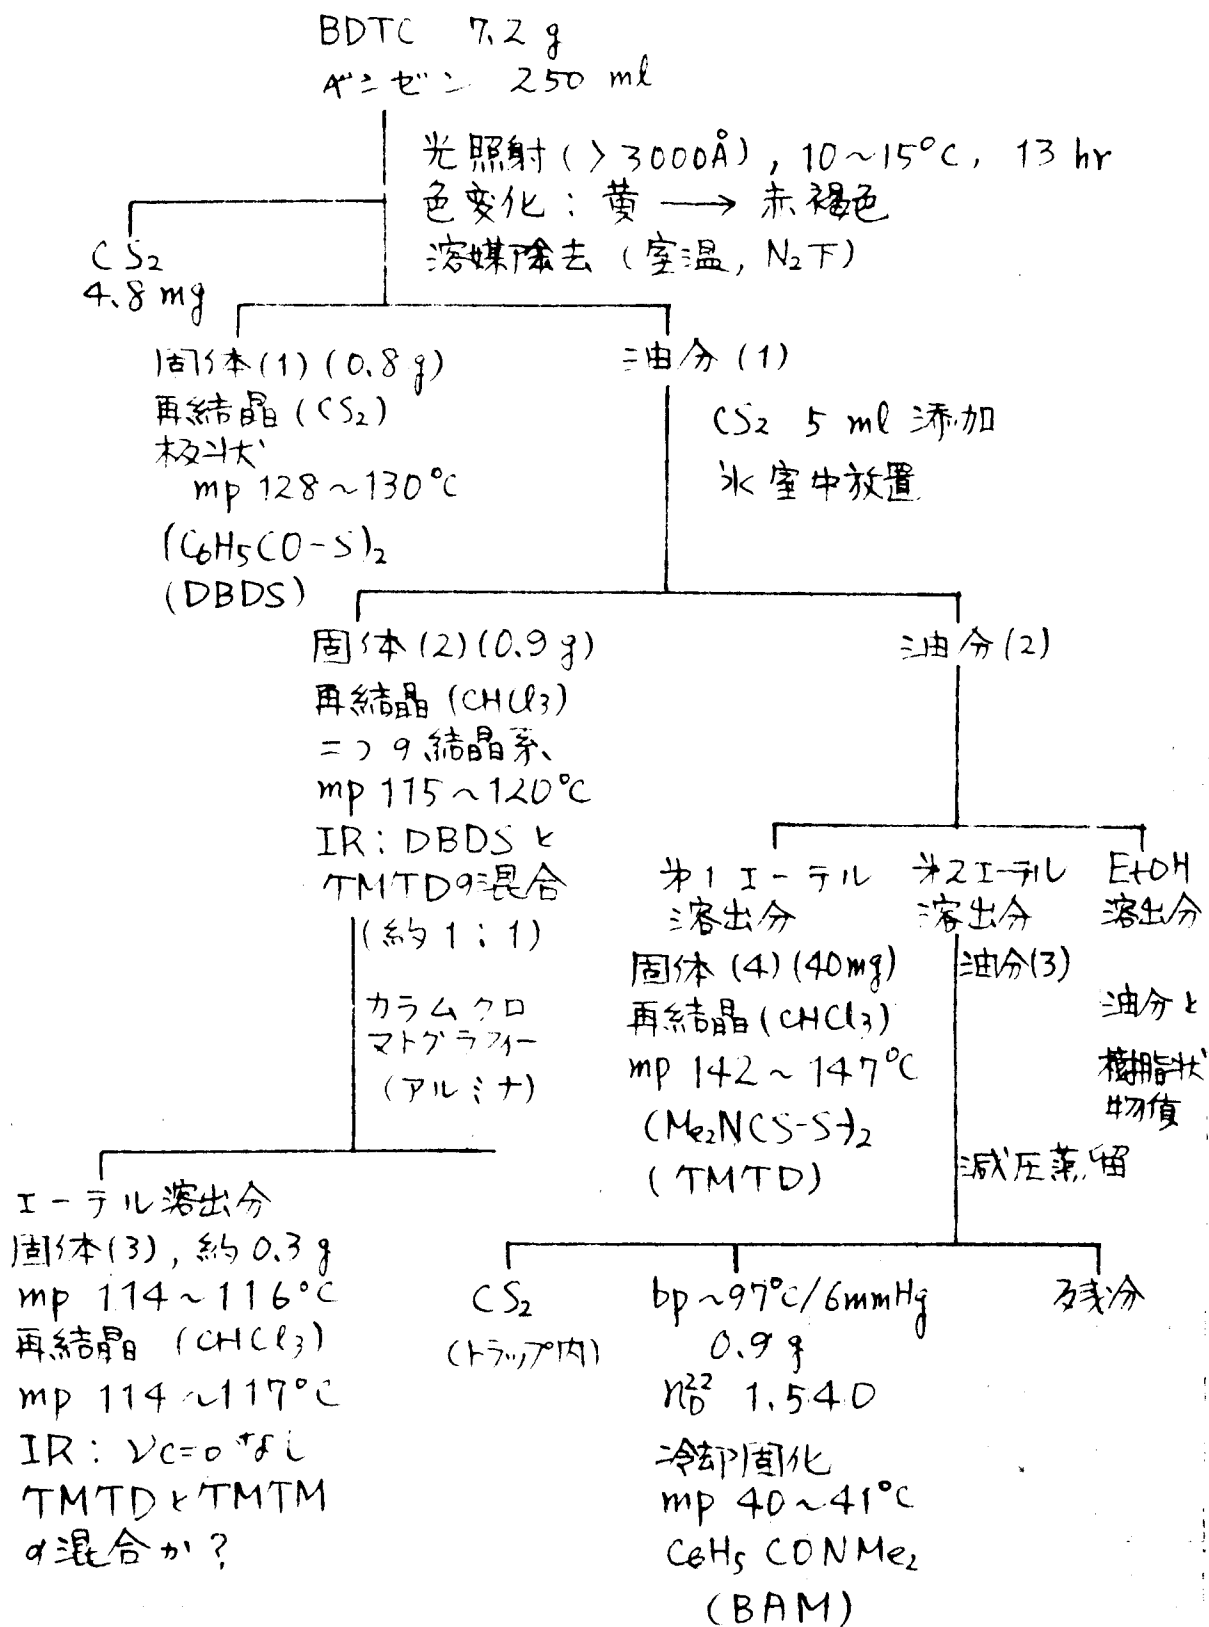 BDTC 7.2 g
ベンゼン 250 ml
光照射(>3000Å), 10~15°C, 13 hr
色変化: 黄 → 赤褐色
溶媒除去 (室温, N₂下)
CS₂
4.8 mg
固体(1) (0.8 g)
再結晶 (CS₂)
板状
mp 128~130°C
(C₆H₅CO-S)₂
(DBDS)
油分(1)
CS₂ 5 ml 添加
氷室中放置
固体(2)(0.9 g)
再結晶 (CHCl₃)
二つの結晶系
mp 115~120°C
IR: DBDSと
TMTDの混合
(約1:1)
カラムクロ
マトグラフィー
(アルミナ)
油分(2)
オ1エーテル
溶出分
固体(4)(40mg)
再結晶(CHCl₃)
mp 142~147°C
(Me₂NCS-S)₂
(TMTD)
オ2エーテル
溶出分
油分(3)
減圧蒸留
EtOH
溶出分
油分と
樹脂状
物質
エーテル溶出分
固体(3), 約0.3g
mp 114~116°C
再結晶 (CHCl₃)
mp 114~117°C
IR: νc=o なし
TMTDとTMTM
の混合か?
CS₂
(トラップ内)
bp~97°C/6mmHg
0.9 g
n²²D 1.540
冷却固化
mp 40~41°C
C₆H₅CONMe₂
(BAM)
残分